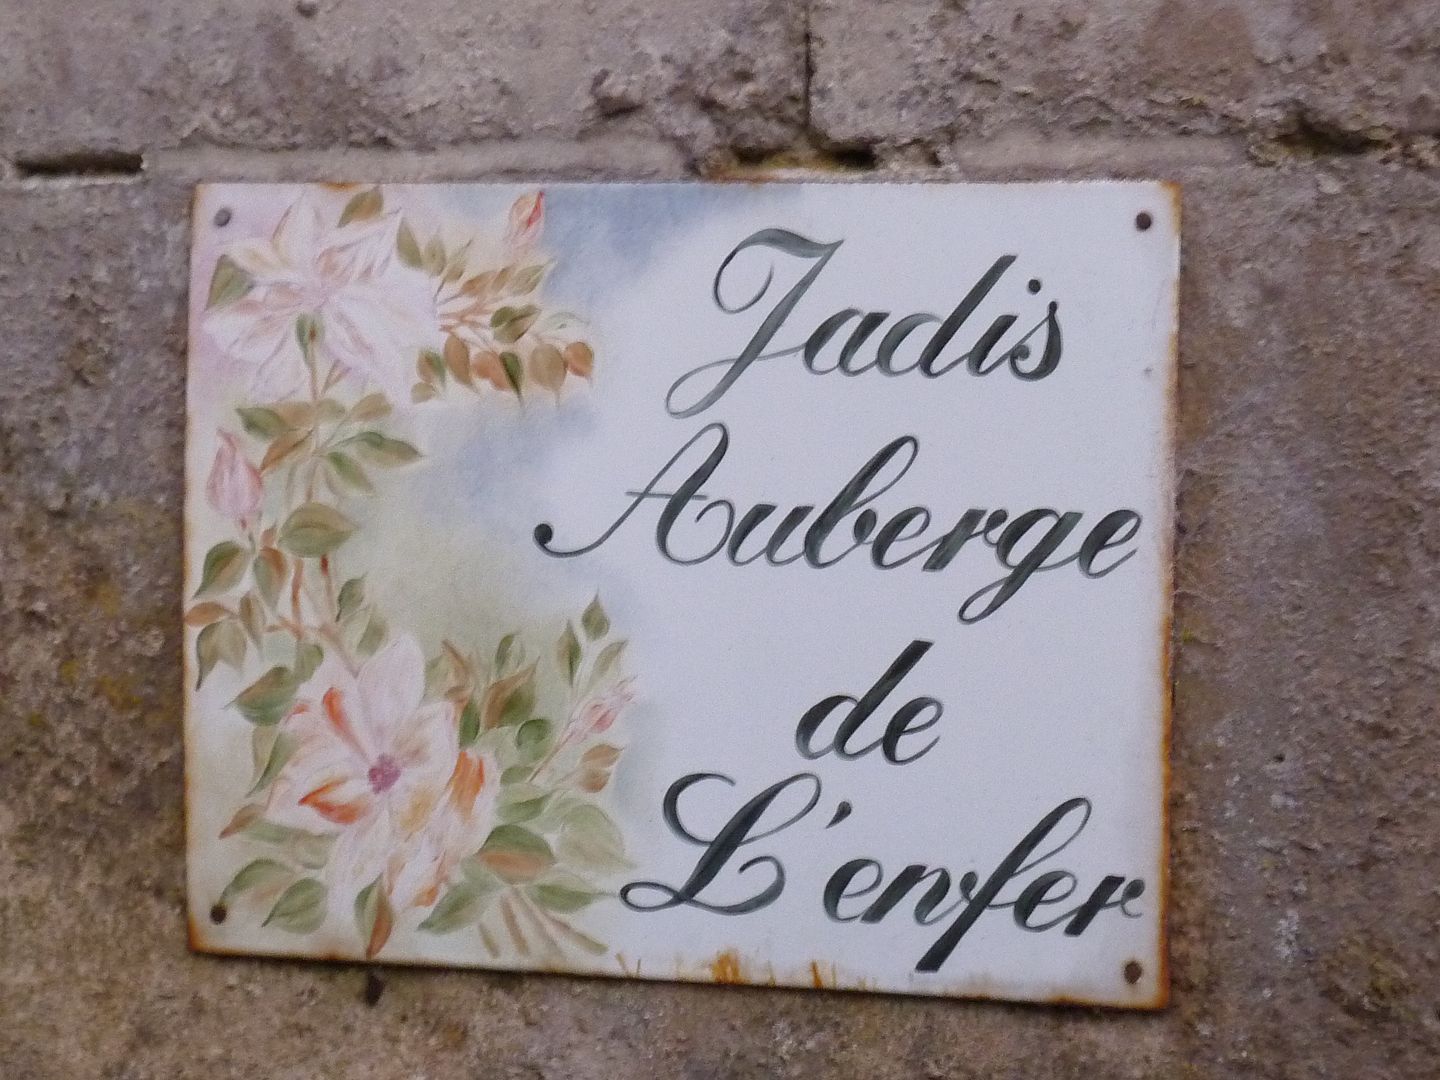 Jadis
Auberge
de
L'enfer